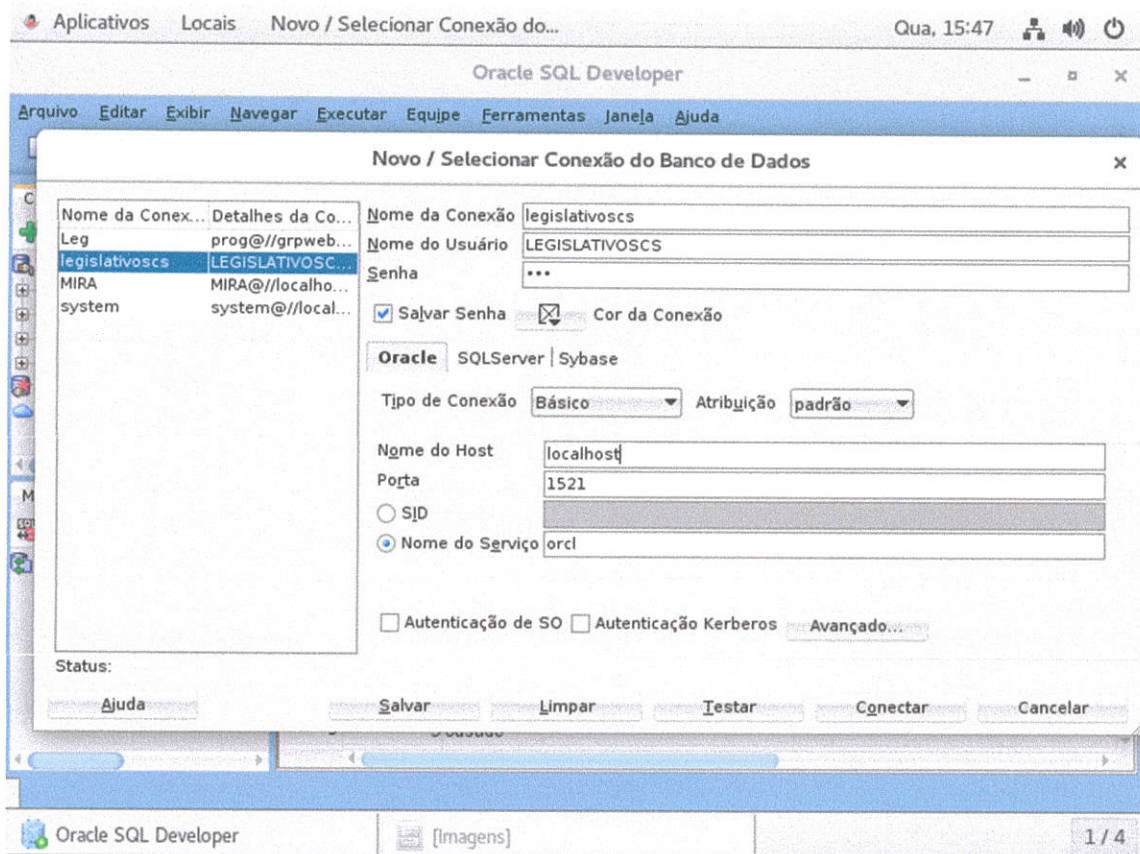 Aplicativos Locais Novo / Selecionar Conexão do... Qua, 15:47
Oracle SQL Developer
Arquivo Editar Exibir Navegar Executar Equipe Ferramentas Janela Ajuda
Novo / Selecionar Conexão do Banco de Dados
Nome da Conex... Detalhes da Co...
Leg prog@//grpweb...
legislativoscs LEGISLATIVOSC...
MIRA MIRA@//localho...
system system@//local...
Nome da Conexão legislativoscs
Nome do Usuário LEGISLATIVOSCS
Senha •••
Salvar Senha Cor da Conexão
Oracle SQLServer Sybase
Tipo de Conexão Básico Atribuição padrão
Nome do Host localhost
Porta 1521
SID
Nome do Serviço orcl
Autenticação de SO Autenticação Kerberos Avançado...
Status:
Ajuda Salvar Limpar Testar Conectar Cancelar
Oracle SQL Developer [Imagens] 1 / 4